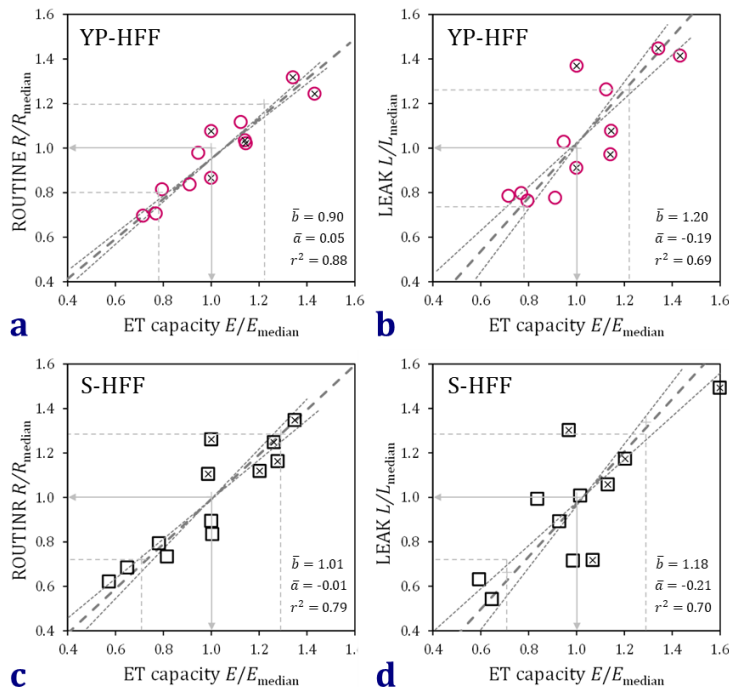 YP-HFF
ROUTINE R/Rmedian
1.6
1.4
1.2
1.0
0.8
0.6
0.4
b̄ = 0.90
ā = 0.05
r² = 0.88
0.4 0.6 0.8 1.0 1.2 1.4 1.6
a
ET capacity E/Emedian
YP-HFF
LEAK L/Lmedian
1.6
1.4
1.2
1.0
0.8
0.6
0.4
b̄ = 1.20
ā = -0.19
r² = 0.69
0.4 0.6 0.8 1.0 1.2 1.4 1.6
b
ET capacity E/Emedian
S-HFF
ROUTINR R/Rmedian
1.6
1.4
1.2
1.0
0.8
0.6
0.4
b̄ = 1.01
ā = -0.01
r² = 0.79
0.4 0.6 0.8 1.0 1.2 1.4 1.6
c
ET capacity E/Emedian
S-HFF
LEAK L/Lmedian
1.6
1.4
1.2
1.0
0.8
0.6
0.4
b̄ = 1.18
ā = -0.21
r² = 0.70
0.4 0.6 0.8 1.0 1.2 1.4 1.6
d
ET capacity E/Emedian